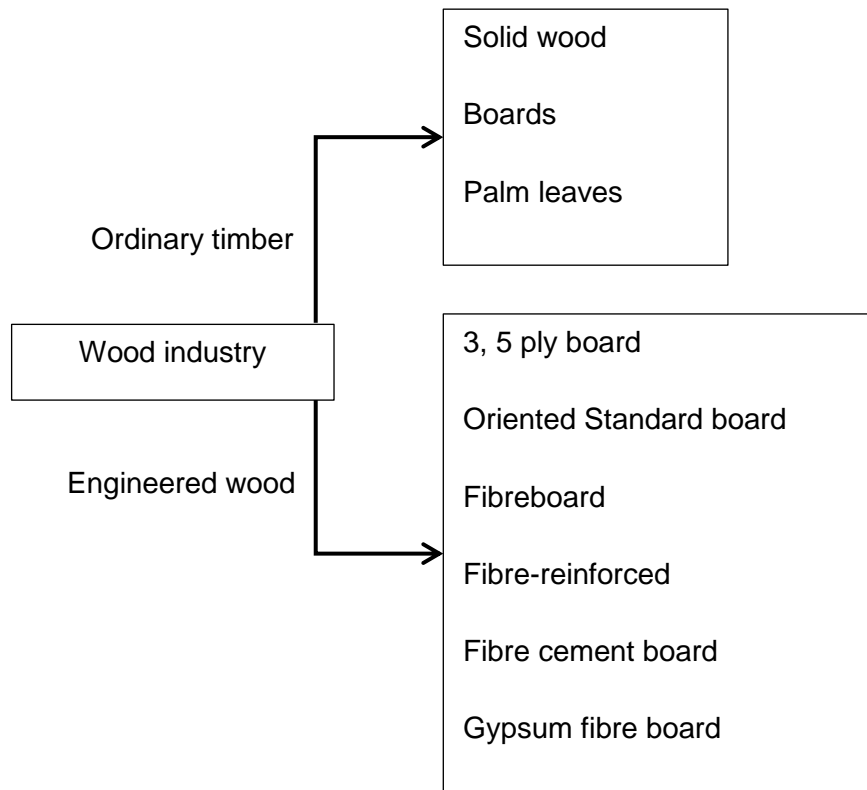 Solid wood
Boards
Palm leaves
Ordinary timber
Wood industry
Engineered wood
3, 5 ply board
Oriented Standard board
Fibreboard
Fibre-reinforced
Fibre cement board
Gypsum fibre board